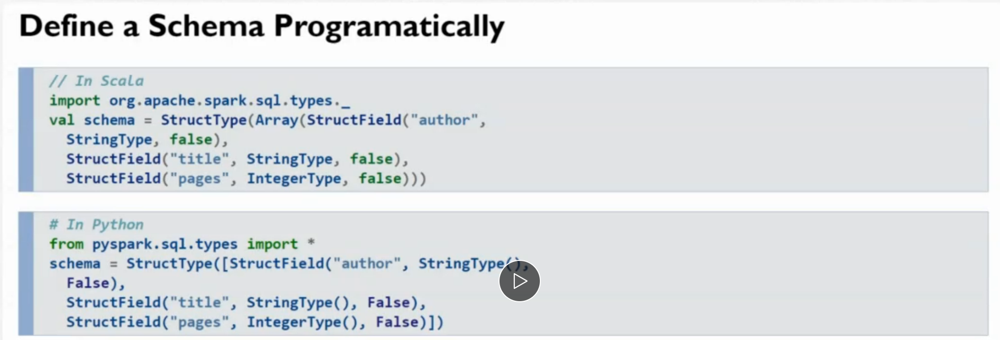 Define a Schema Programatically
// In Scala
import org.apache.spark.sql.types._
val schema = StructType(Array(StructField("author",
StringType, false),
StructField("title", StringType, false),
StructField("pages", IntegerType, false)))
# In Python
from pyspark.sql.types import *
schema = StructType([StructField("author", StringType(),
False),
StructField("title", StringType(), False),
StructField("pages", IntegerType(), False)])